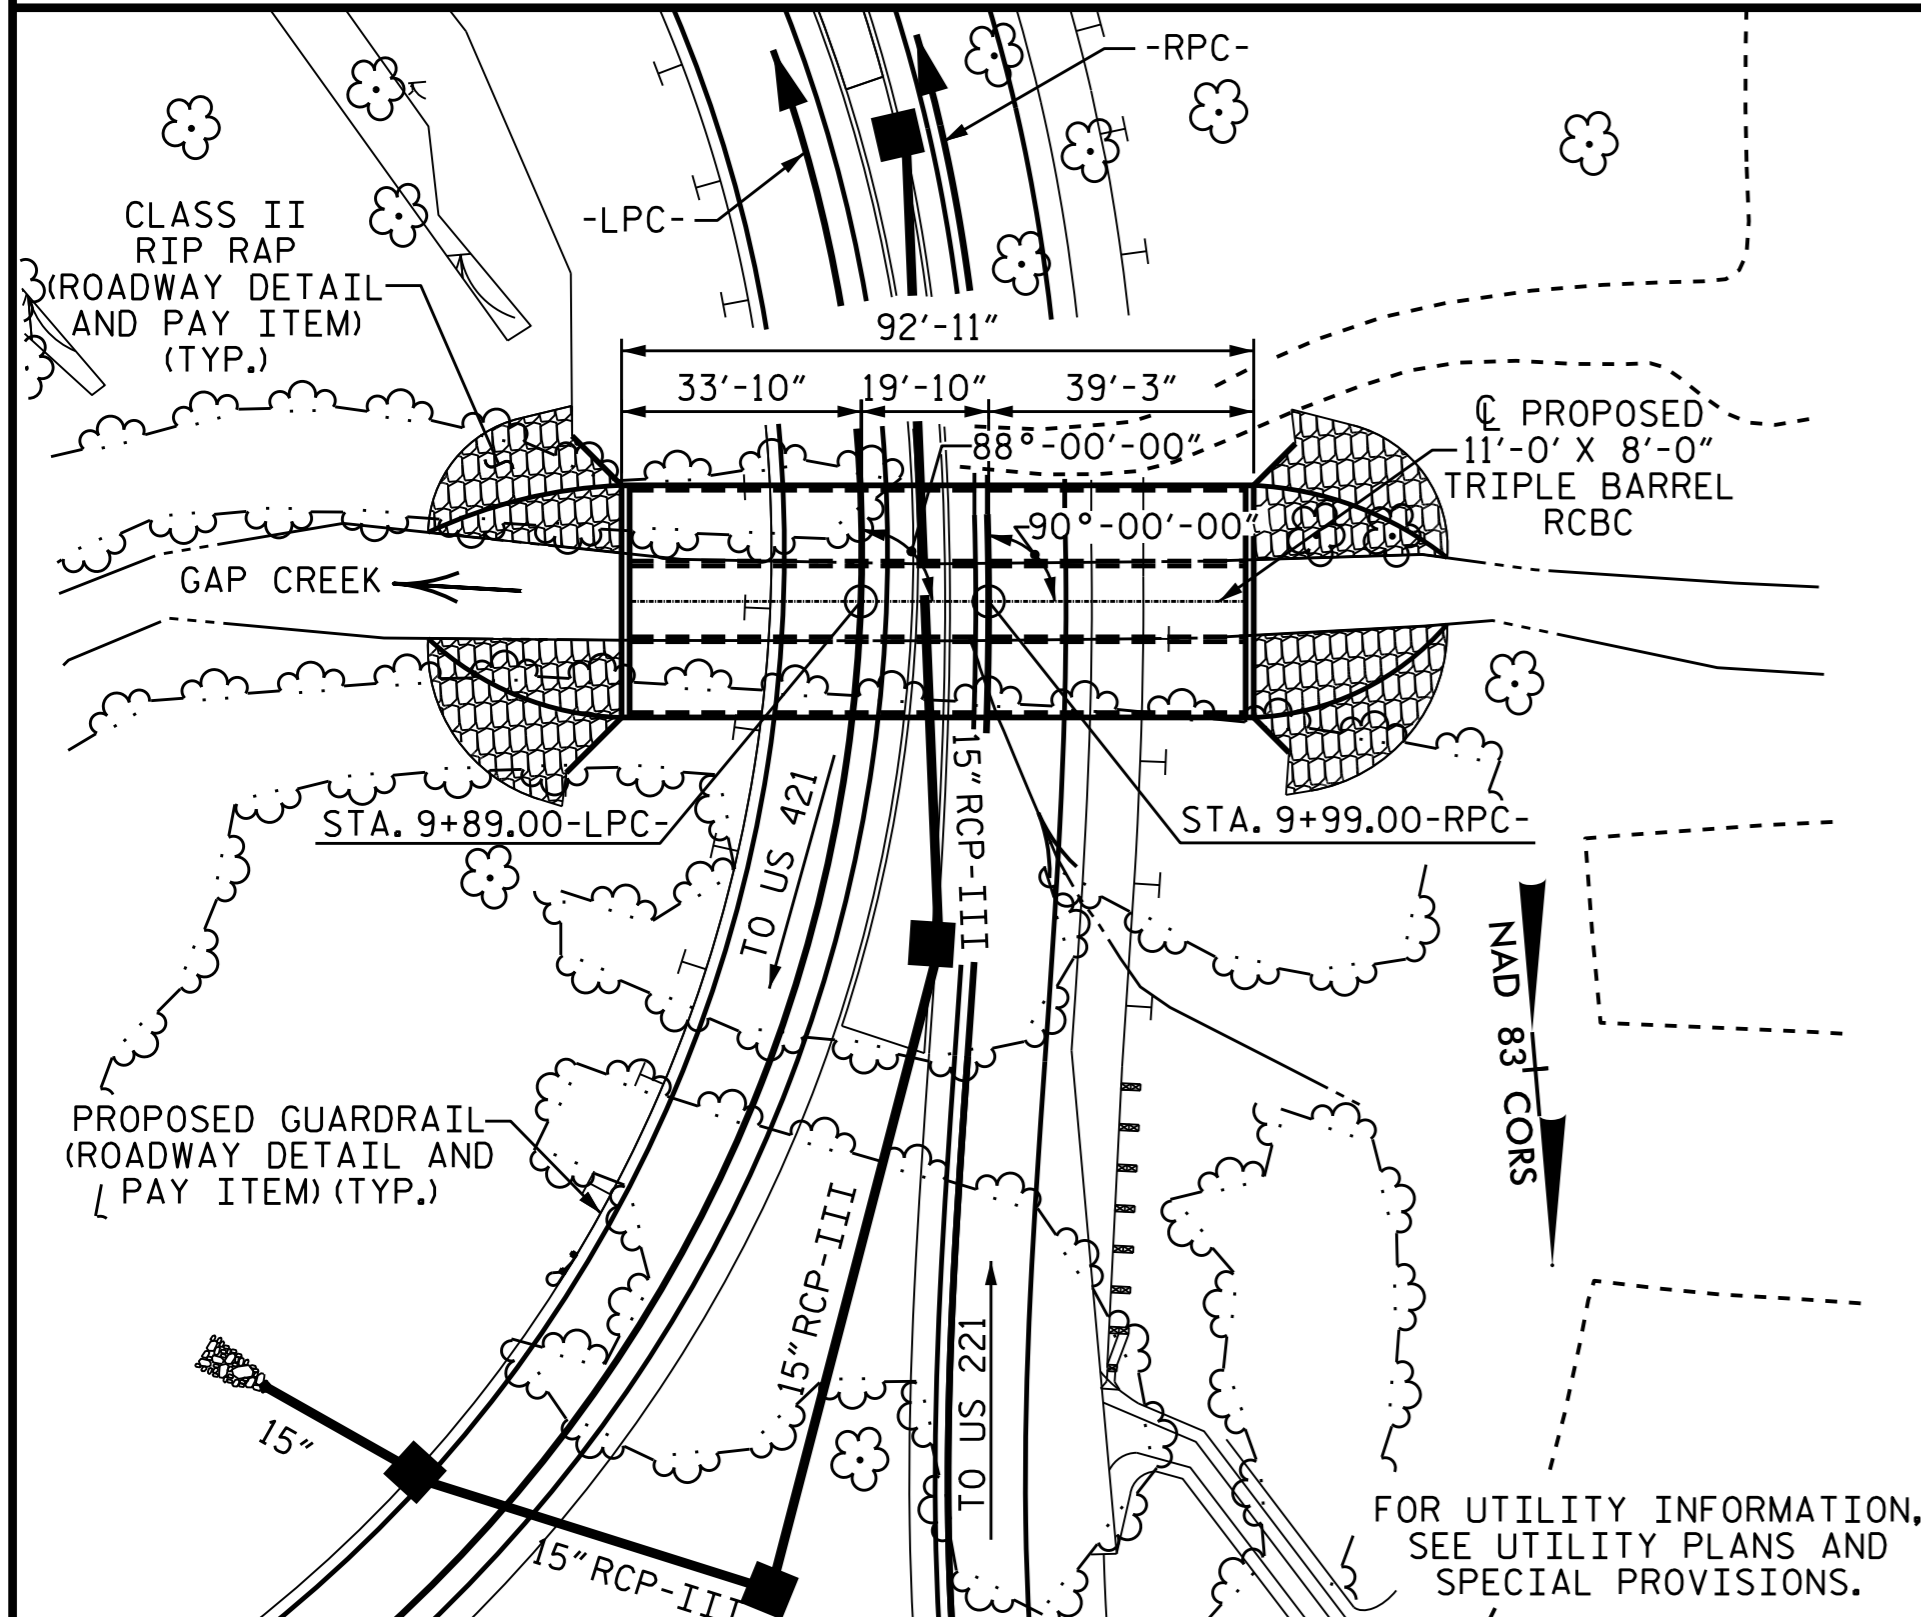 -RPC-
-LPC-
CLASS II
RIP RAP
(ROADWAY DETAIL
AND PAY ITEM)
(TYP.)
92'-11"
33'-10"
19'-10"
39'-3"
88°-00'-00"
90°-00'-00"
℄ PROPOSED
11'-0' X 8'-0"
TRIPLE BARREL
RCBC
GAP CREEK
STA. 9+89.00-LPC-
STA. 9+99.00-RPC-
TO US 421
15"RCP-III
NAD 83 CORS
PROPOSED GUARDRAIL
(ROADWAY DETAIL AND
PAY ITEM) (TYP.)
15"RCP-III
TO US 221
15"
15"RCP-III
FOR UTILITY INFORMATION,
SEE UTILITY PLANS AND
SPECIAL PROVISIONS.